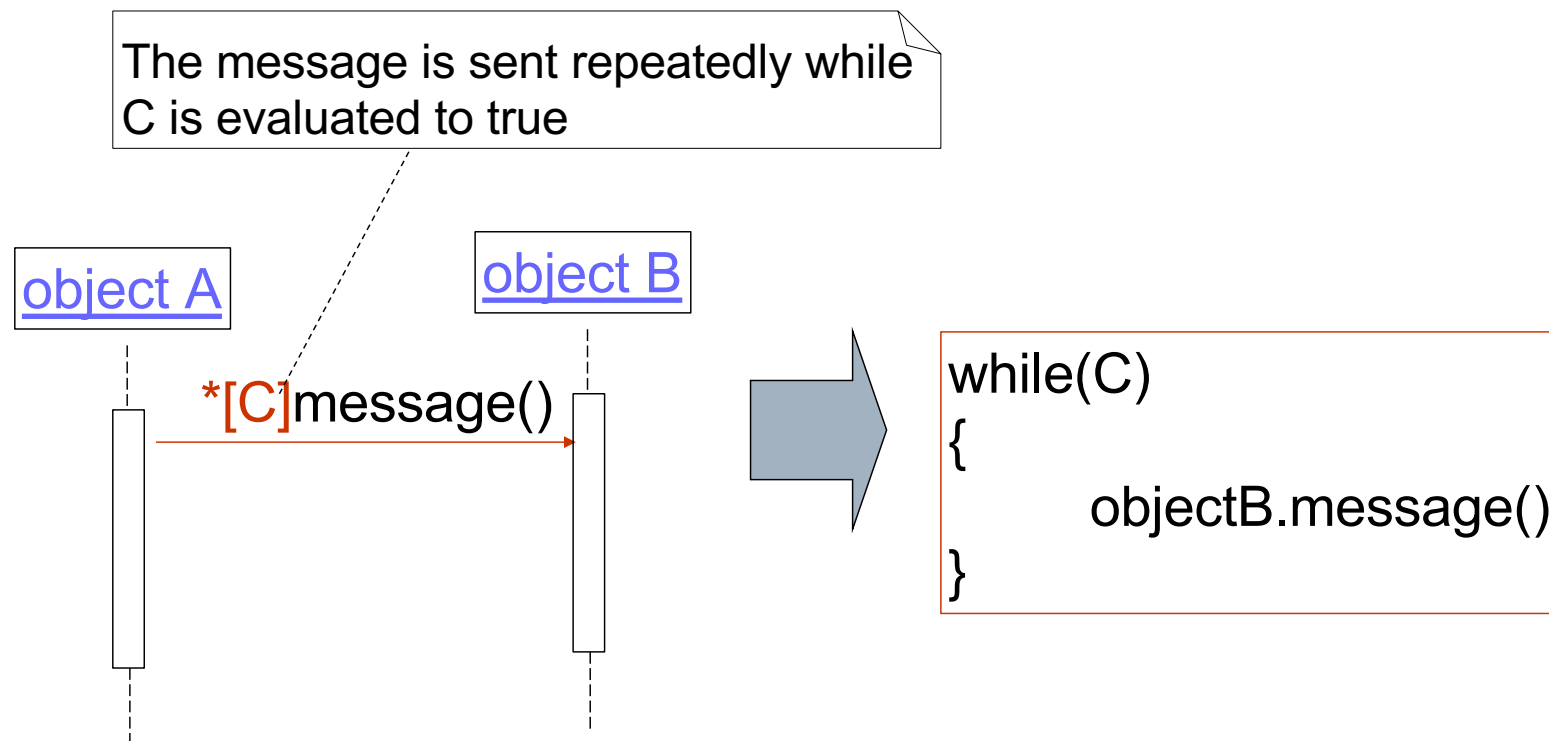 The message is sent repeatedly while
C is evaluated to true
object A
object B
*[C]message()
while(C)
{
objectB.message()
}